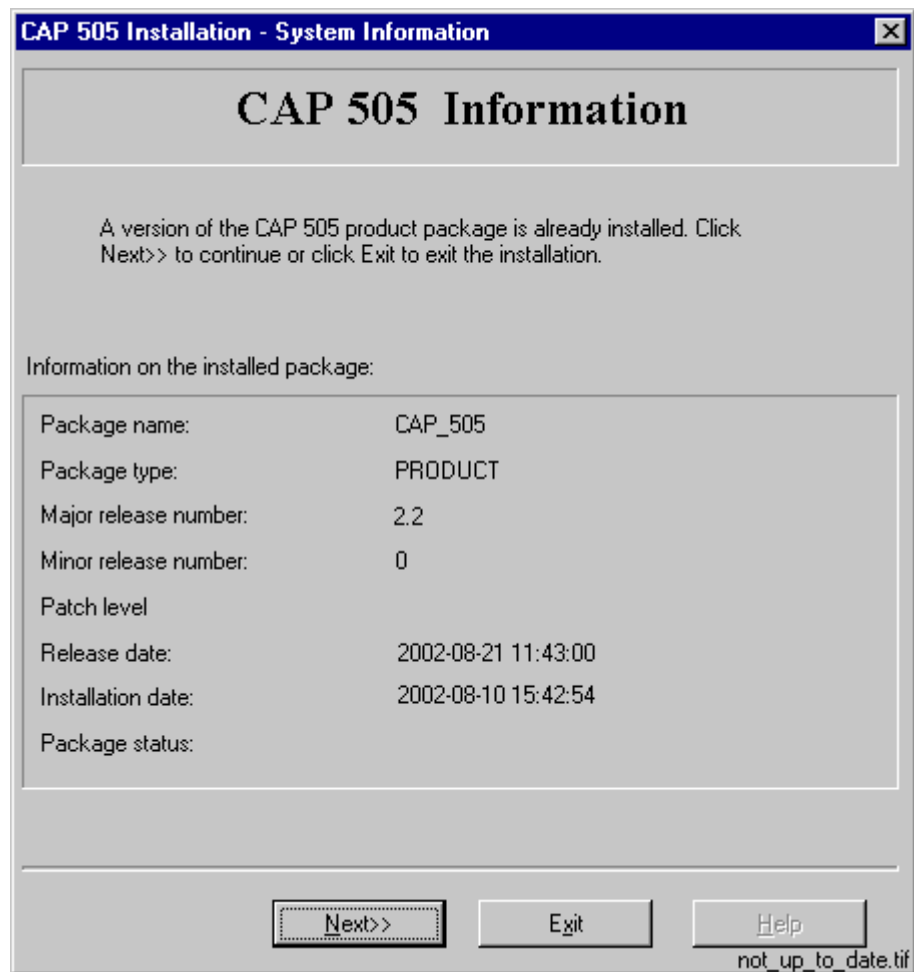 CAP 505 Installation - System Information
CAP 505 Information
A version of the CAP 505 product package is already installed. Click
Next>> to continue or click Exit to exit the installation.
Information on the installed package:
Package name: CAP_505
Package type: PRODUCT
Major release number: 2.2
Minor release number: 0
Patch level
Release date: 2002-08-21 11:43:00
Installation date: 2002-08-10 15:42:54
Package status:
Next>> Exit Help
not_up_to_date.tif